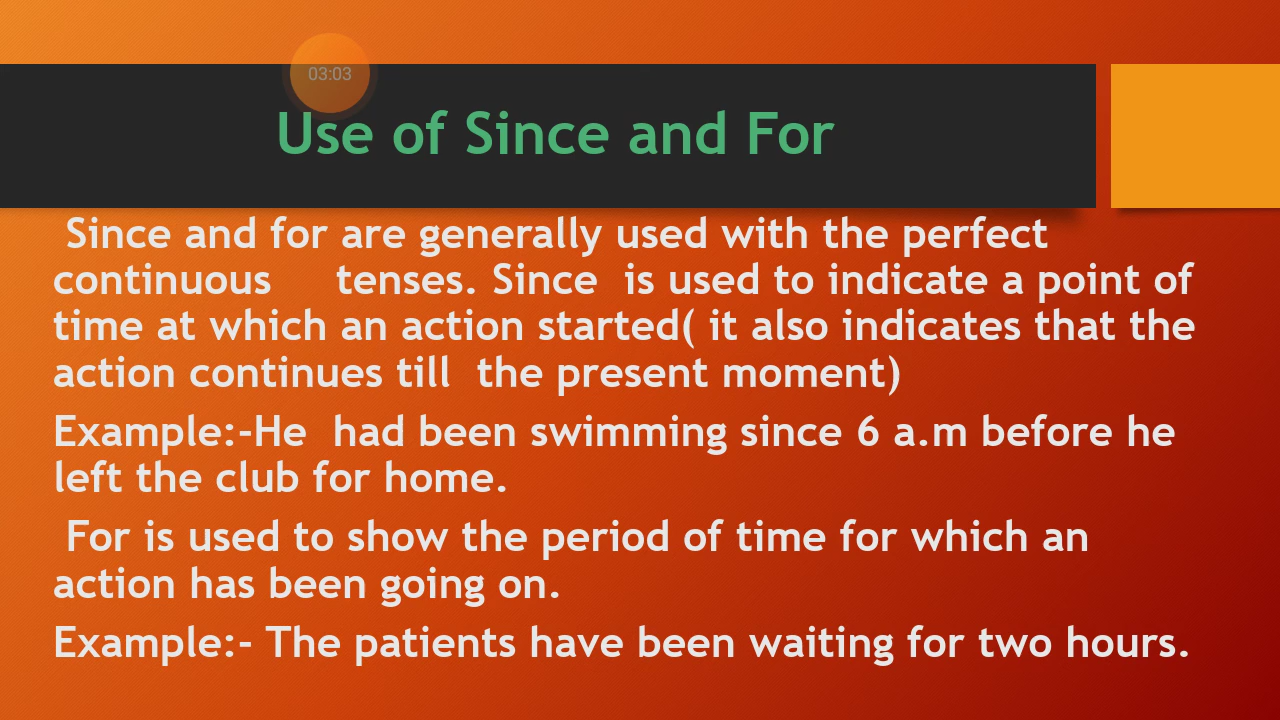 03:03
Use of Since and For
Since and for are generally used with the perfect
continuous tenses. Since is used to indicate a point of
time at which an action started( it also indicates that the
action continues till the present moment)
Example:-He had been swimming since 6 a.m before he
left the club for home.
For is used to show the period of time for which an
action has been going on.
Example:- The patients have been waiting for two hours.